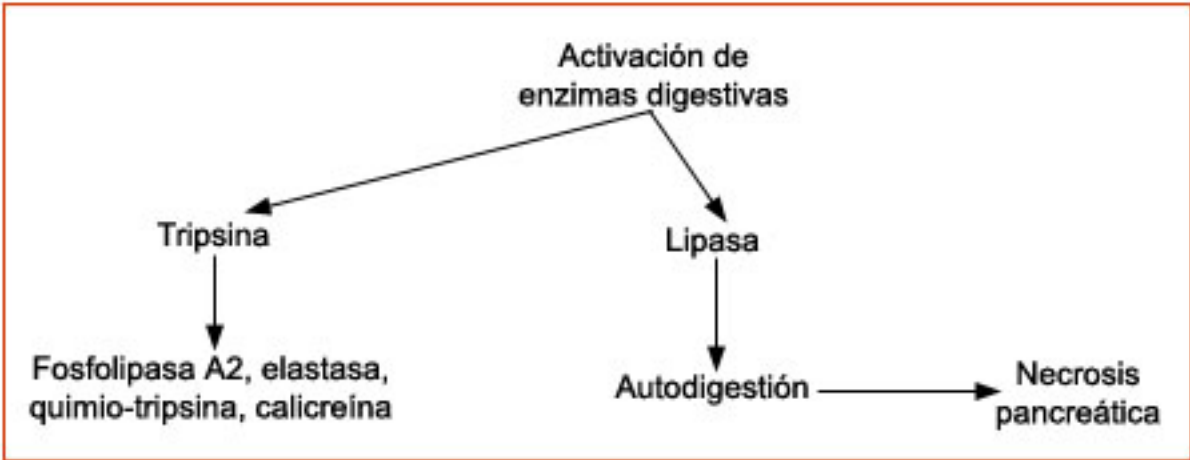 Activación de
enzimas digestivas
Tripsina
Lipasa
Fosfolipasa A2, elastasa,
quimio-tripsina, calicreína
Autodigestión
Necrosis
pancreática